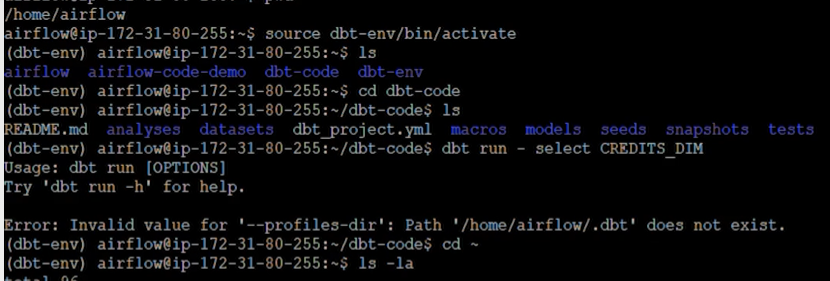 /home/airflow
airflow@ip-172-31-80-255:~$ source dbt-env/bin/activate
(dbt-env) airflow@ip-172-31-80-255:~$ ls
airflow  airflow-code-demo  dbt-code  dbt-env
(dbt-env) airflow@ip-172-31-80-255:~$ cd dbt-code
(dbt-env) airflow@ip-172-31-80-255:~/dbt-code$ ls
README.md  analyses  datasets  dbt_project.yml  macros  models  seeds  snapshots  tests
(dbt-env) airflow@ip-172-31-80-255:~/dbt-code$ dbt run - select CREDITS_DIM
Usage: dbt run [OPTIONS]
Try 'dbt run -h' for help.
Error: Invalid value for '--profiles-dir': Path '/home/airflow/.dbt' does not exist.
(dbt-env) airflow@ip-172-31-80-255:~/dbt-code$ cd ~
(dbt-env) airflow@ip-172-31-80-255:~$ ls -la